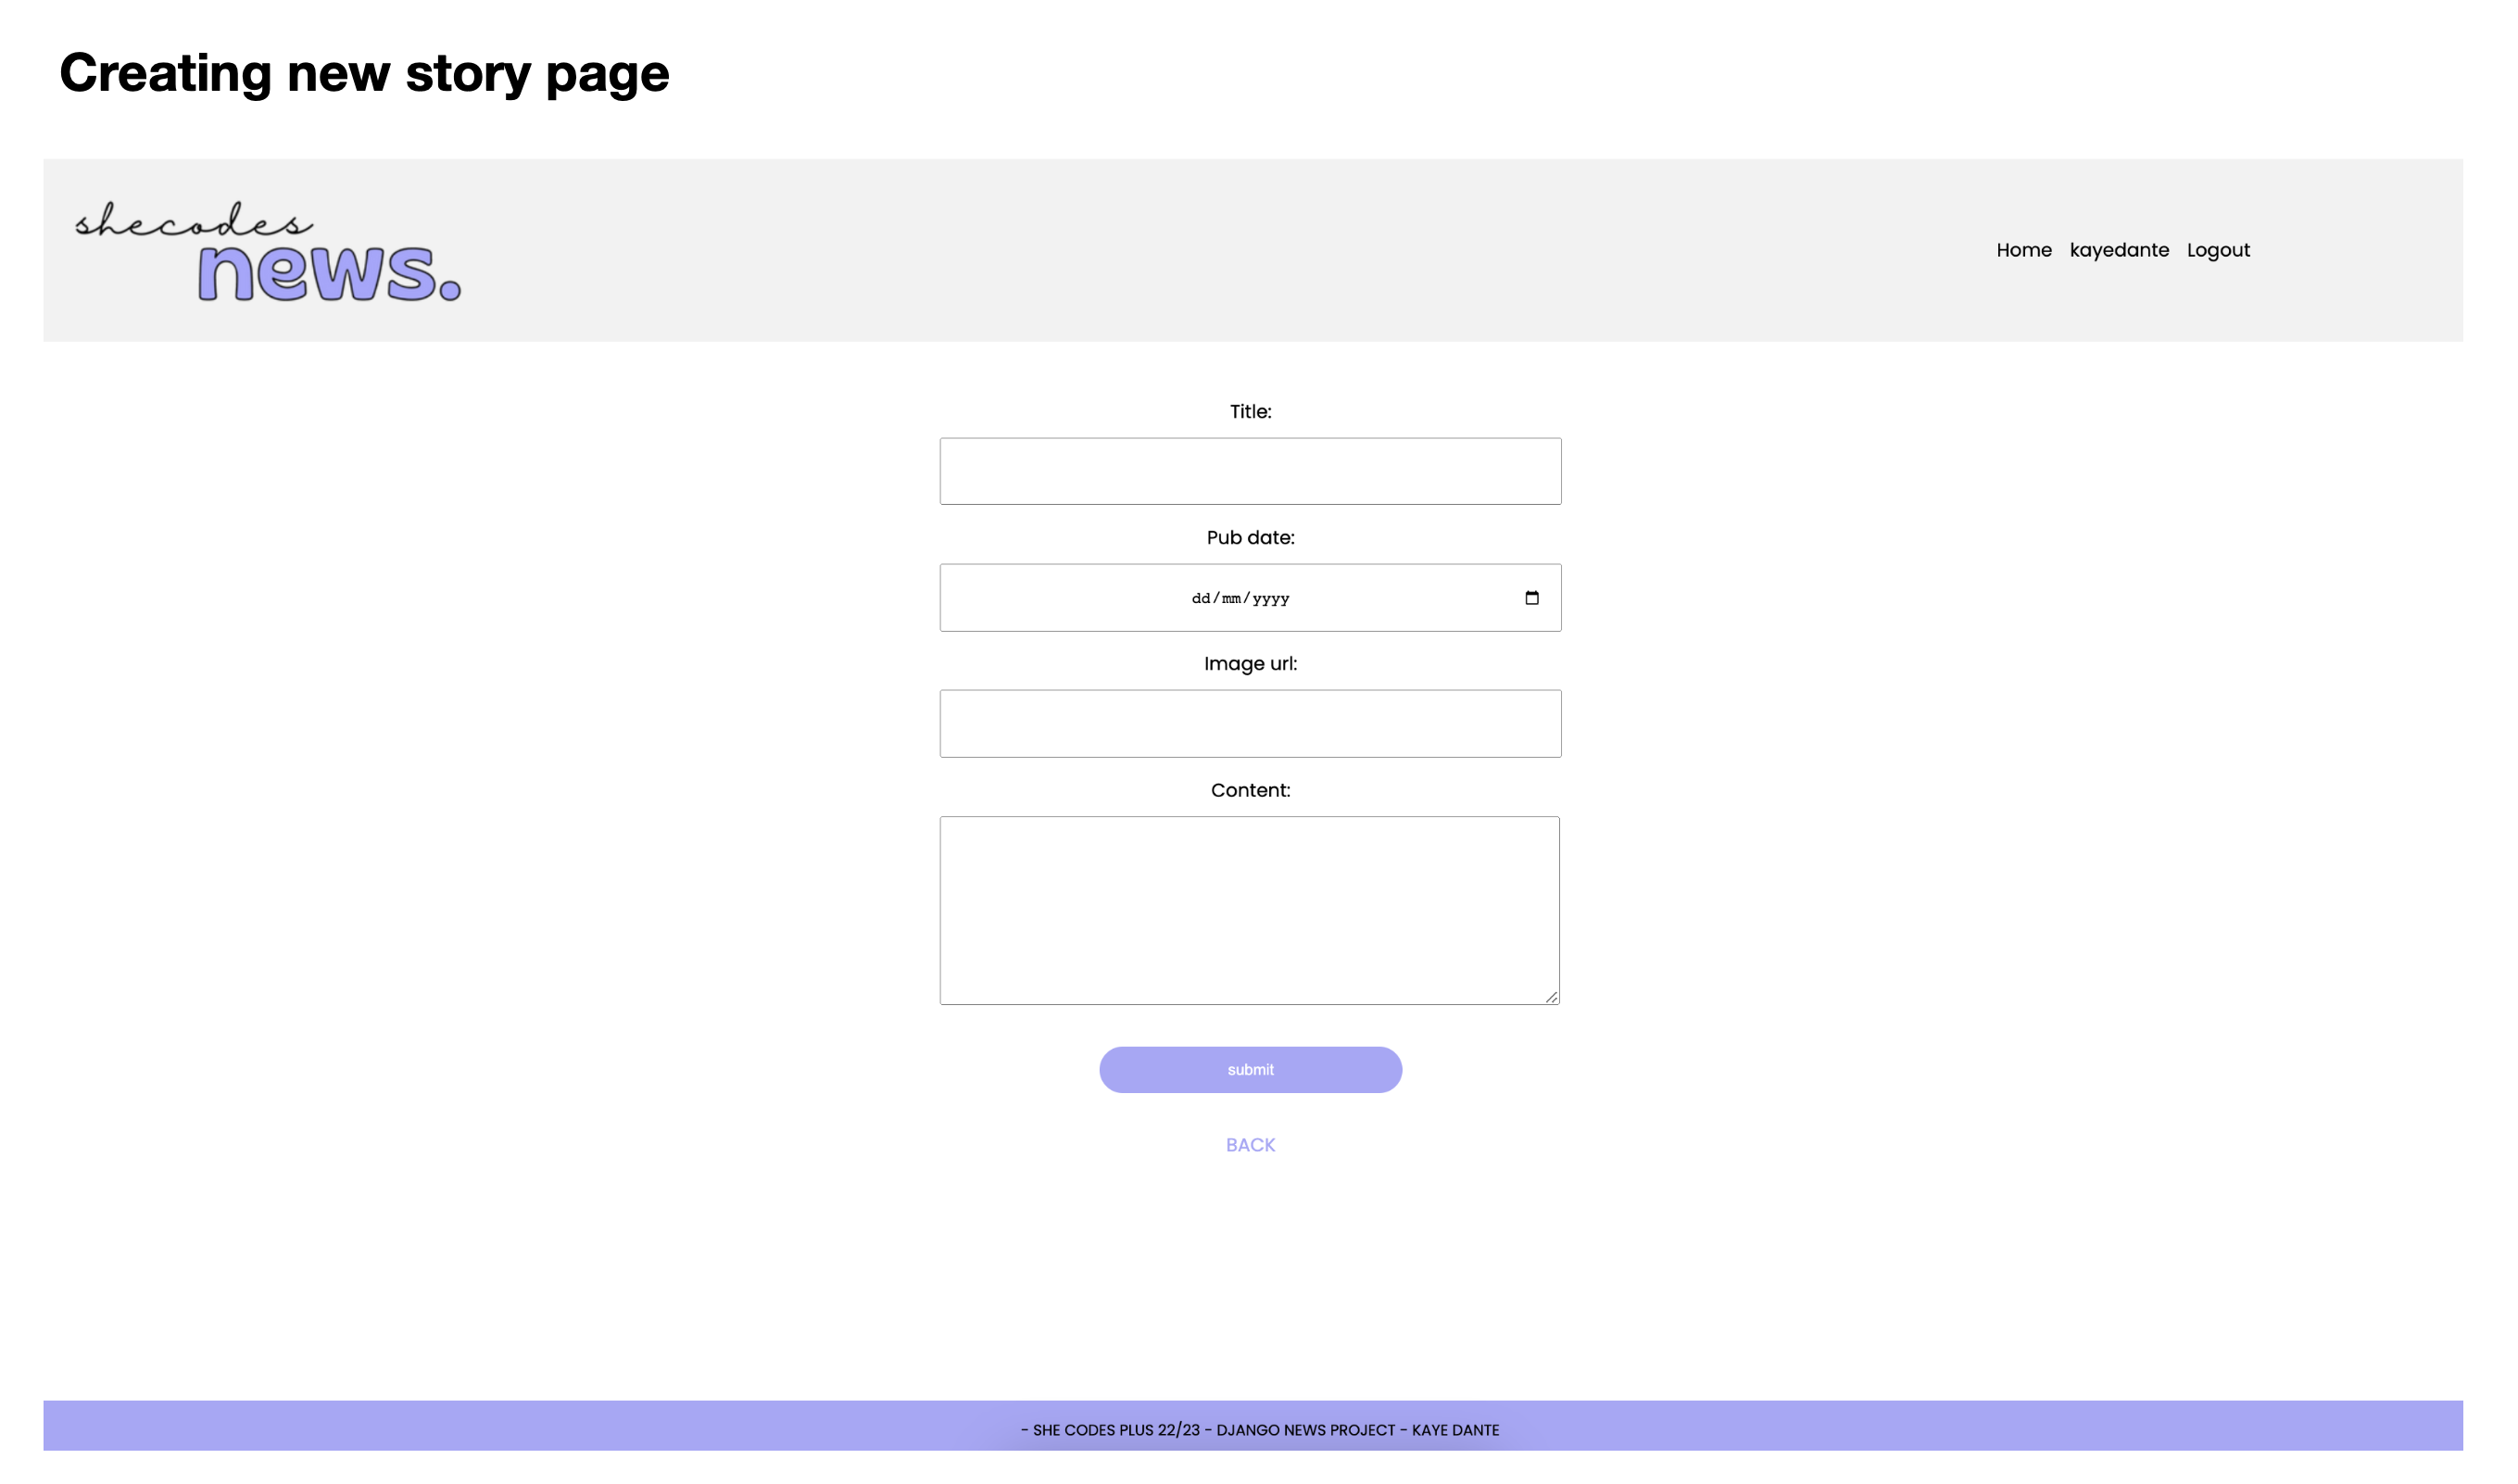 Creating new story page
shecodes
news.
Home kayedante Logout
Title:
Pub date:
dd/mm/yyyy
Image url:
Content:
submit
BACK
- SHE CODES PLUS 22/23 - DJANGO NEWS PROJECT - KAYE DANTE